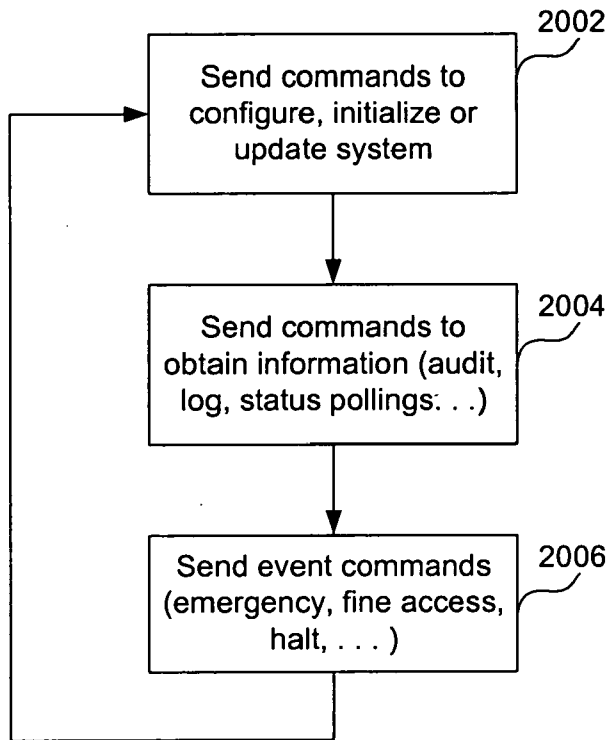 2002
Send commands to
configure, initialize or
update system
2004
Send commands to
obtain information (audit,
log, status pollings. . .)
2006
Send event commands
(emergency, fine access,
halt, . . . )